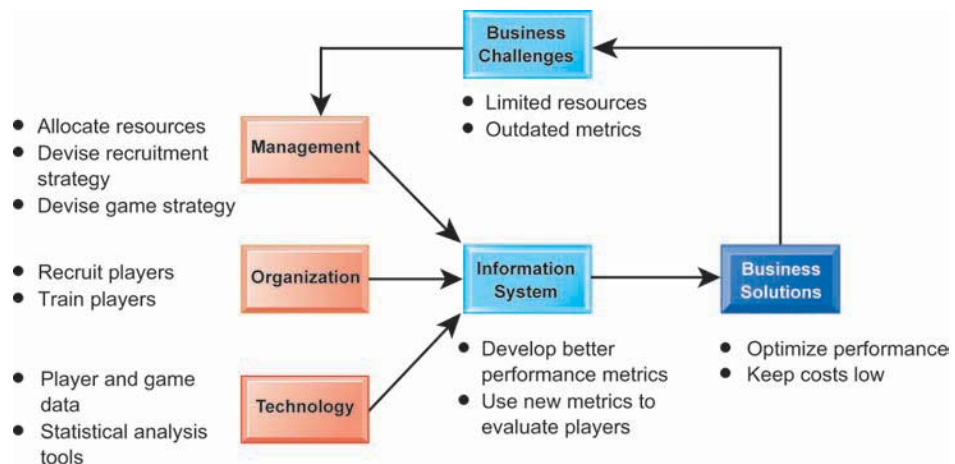 Business
Challenges
● Limited resources
● Outdated metrics
● Allocate resources
● Devise recruitment
strategy
● Devise game strategy
Management
● Recruit players
● Train players
Organization
Information
System
Business
Solutions
● Develop better
performance metrics
● Use new metrics to
evaluate players
● Optimize performance
● Keep costs low
● Player and game
data
● Statistical analysis
tools
Technology